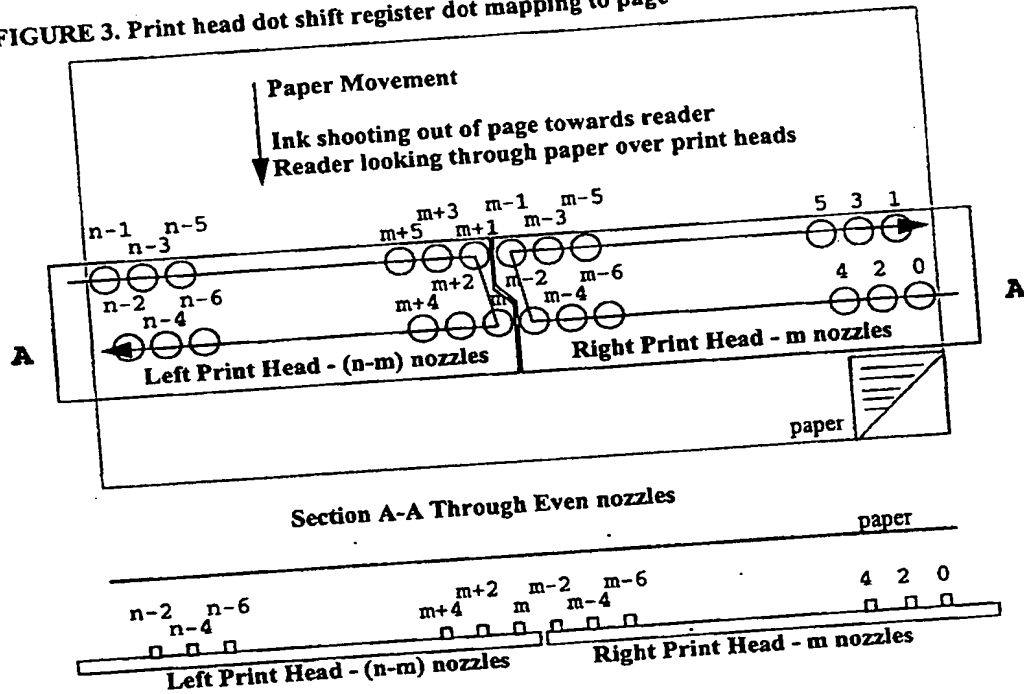 FIGURE 3. Print head dot shift register dot mapping to page
Paper Movement
Ink shooting out of page towards reader
Reader looking through paper over print heads
n-1 n-3 n-5 m+5 m+3 m+1 m-1 m-3 m-5 5 3 1
n-2 n-4 n-6 m+4 m+2 m m-2 m-4 m-6 4 2 0
A A
Left Print Head - (n-m) nozzles
Right Print Head - m nozzles
paper
Section A-A Through Even nozzles
paper
n-2 n-4 n-6 m+4 m+2 m m-2 m-4 m-6 4 2 0
Left Print Head - (n-m) nozzles
Right Print Head - m nozzles